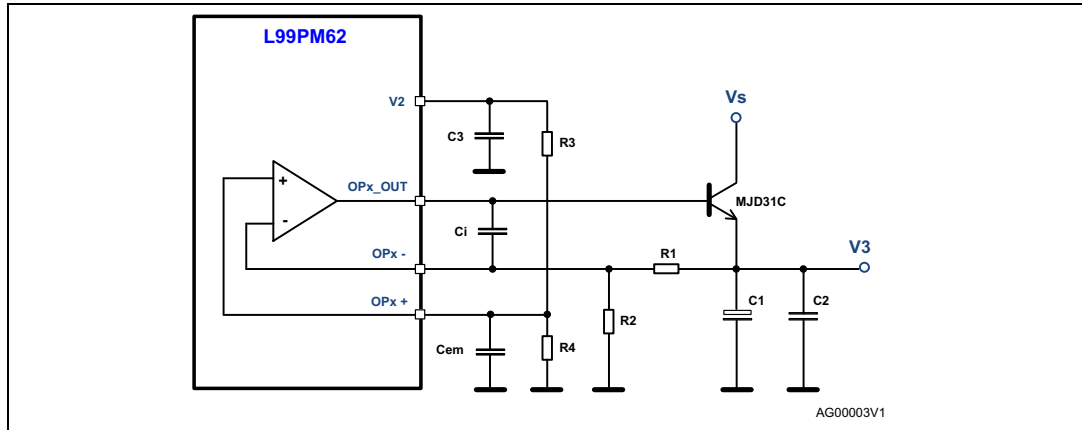 L99PM62
Vs
V2
C3
R3
OPx_OUT
MJD31C
+
-
Ci
V3
R1
OPx -
C1
C2
OPx +
R2
Cem
R4
AG00003V1